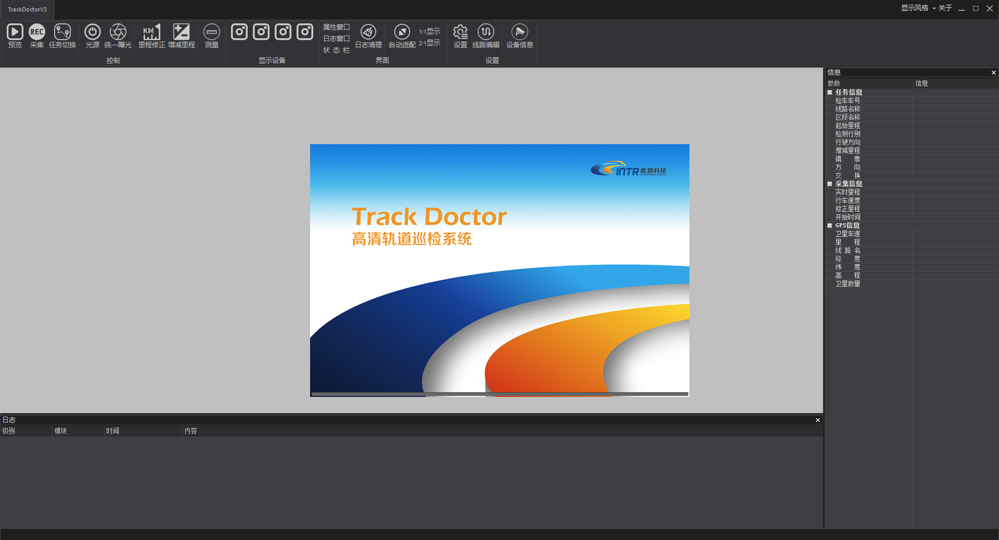 TrackDoctorV3
显示风格 关于
预览
REC
采集
任务切换
光源
统一曝光
KM
里程修正
增减里程
测量
控制
显示设备
属性窗口
日志窗口
状 态 栏
日志清理
自动适配
1:1显示
2:1显示
界面
设置
线路编辑
设备信息
设置
INTR鹰路科技
Track Doctor
高清轨道巡检系统
信息
参数 信息
任务信息
检车车号
线路名称
区段名称
起始里程
检测行别
行驶方向
增减里程
镜 像
方 向
交 换
采集信息
实时里程
行车速度
修正里程
开始时间
GPS信息
卫星车速
里 程
线 路 名
经 度
纬 度
高 程
卫星数量
日志
级别 模块 时间 内容